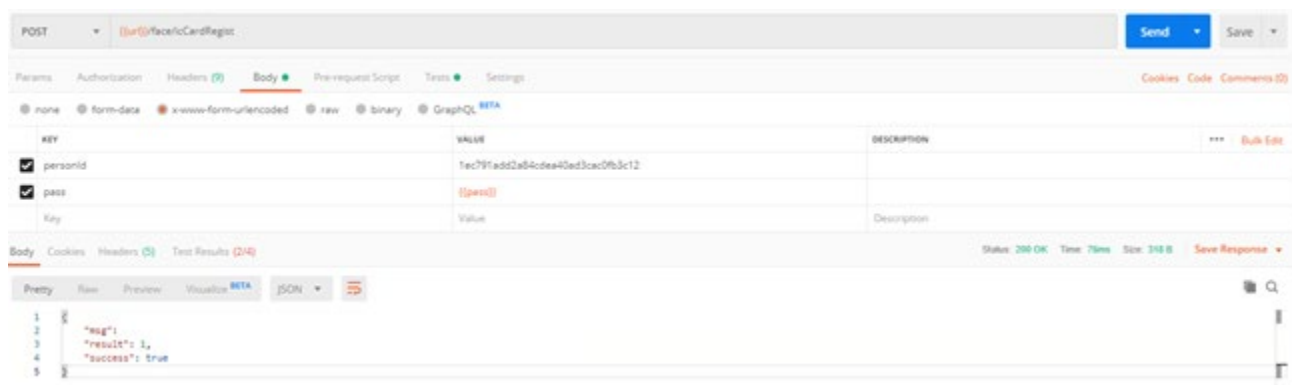 POST {{url}}/face/icCardRegist Send Save
Params Authorization Headers (9) Body Pre-request Script Tests Settings Cookies Code Comments (0)
none form-data x-www-form-urlencoded raw binary GraphQL BETA
KEY VALUE DESCRIPTION ••• Bulk Edit
personId 1ec791add2a84cdea40ad3cac0fb3c12
pass {{pass}}
Key Value Description
Body Cookies Headers (5) Test Results (2/4) Status: 200 OK Time: 76ms Size: 318 B Save Response
Pretty Raw Preview Visualize BETA JSON
1 {
2 "msg":
3 "result": 1,
4 "success": true
5 }